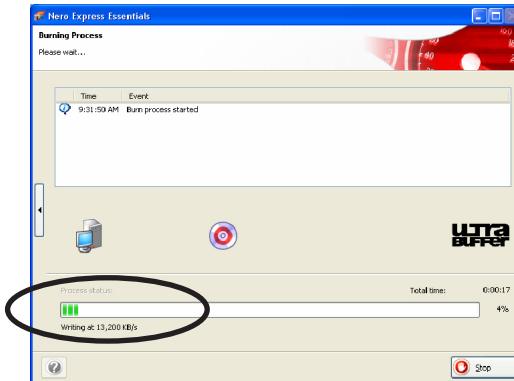 Nero Express Essentials
Burning Process
Please wait...
40
Time Event
9:31:50 AM Burn process started
ULTRA
BUFFER
Process status: Total time: 0:00:17
4%
Writing at 13,200 KB/s
Stop